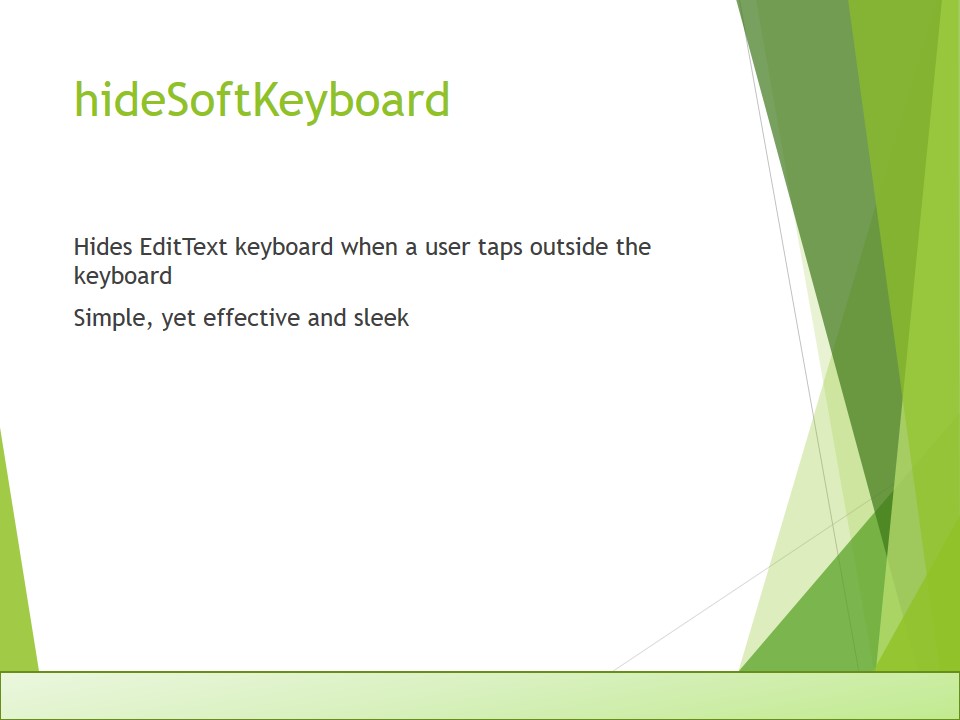 hideSoftKeyboard
Hides EditText keyboard when a user taps outside the
keyboard
Simple, yet effective and sleek